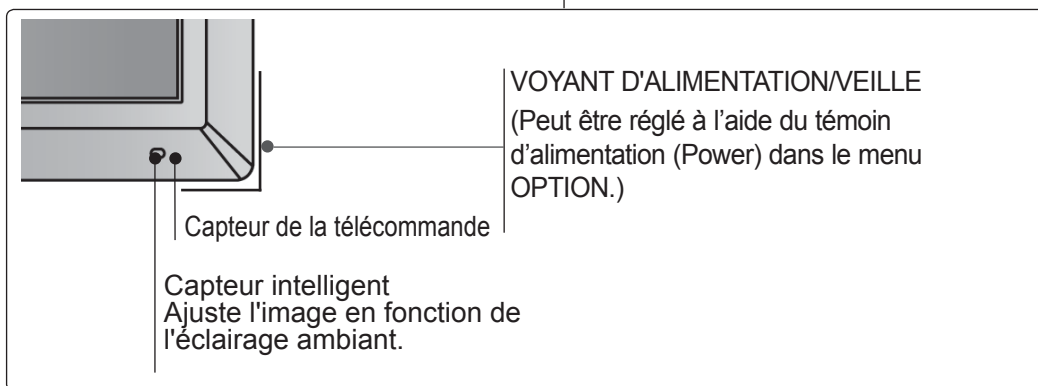 VOYANT D'ALIMENTATION/VEILLE
(Peut être réglé à l’aide du témoin
d’alimentation (Power) dans le menu
OPTION.)
Capteur de la télécommande
Capteur intelligent
Ajuste l'image en fonction de
l'éclairage ambiant.